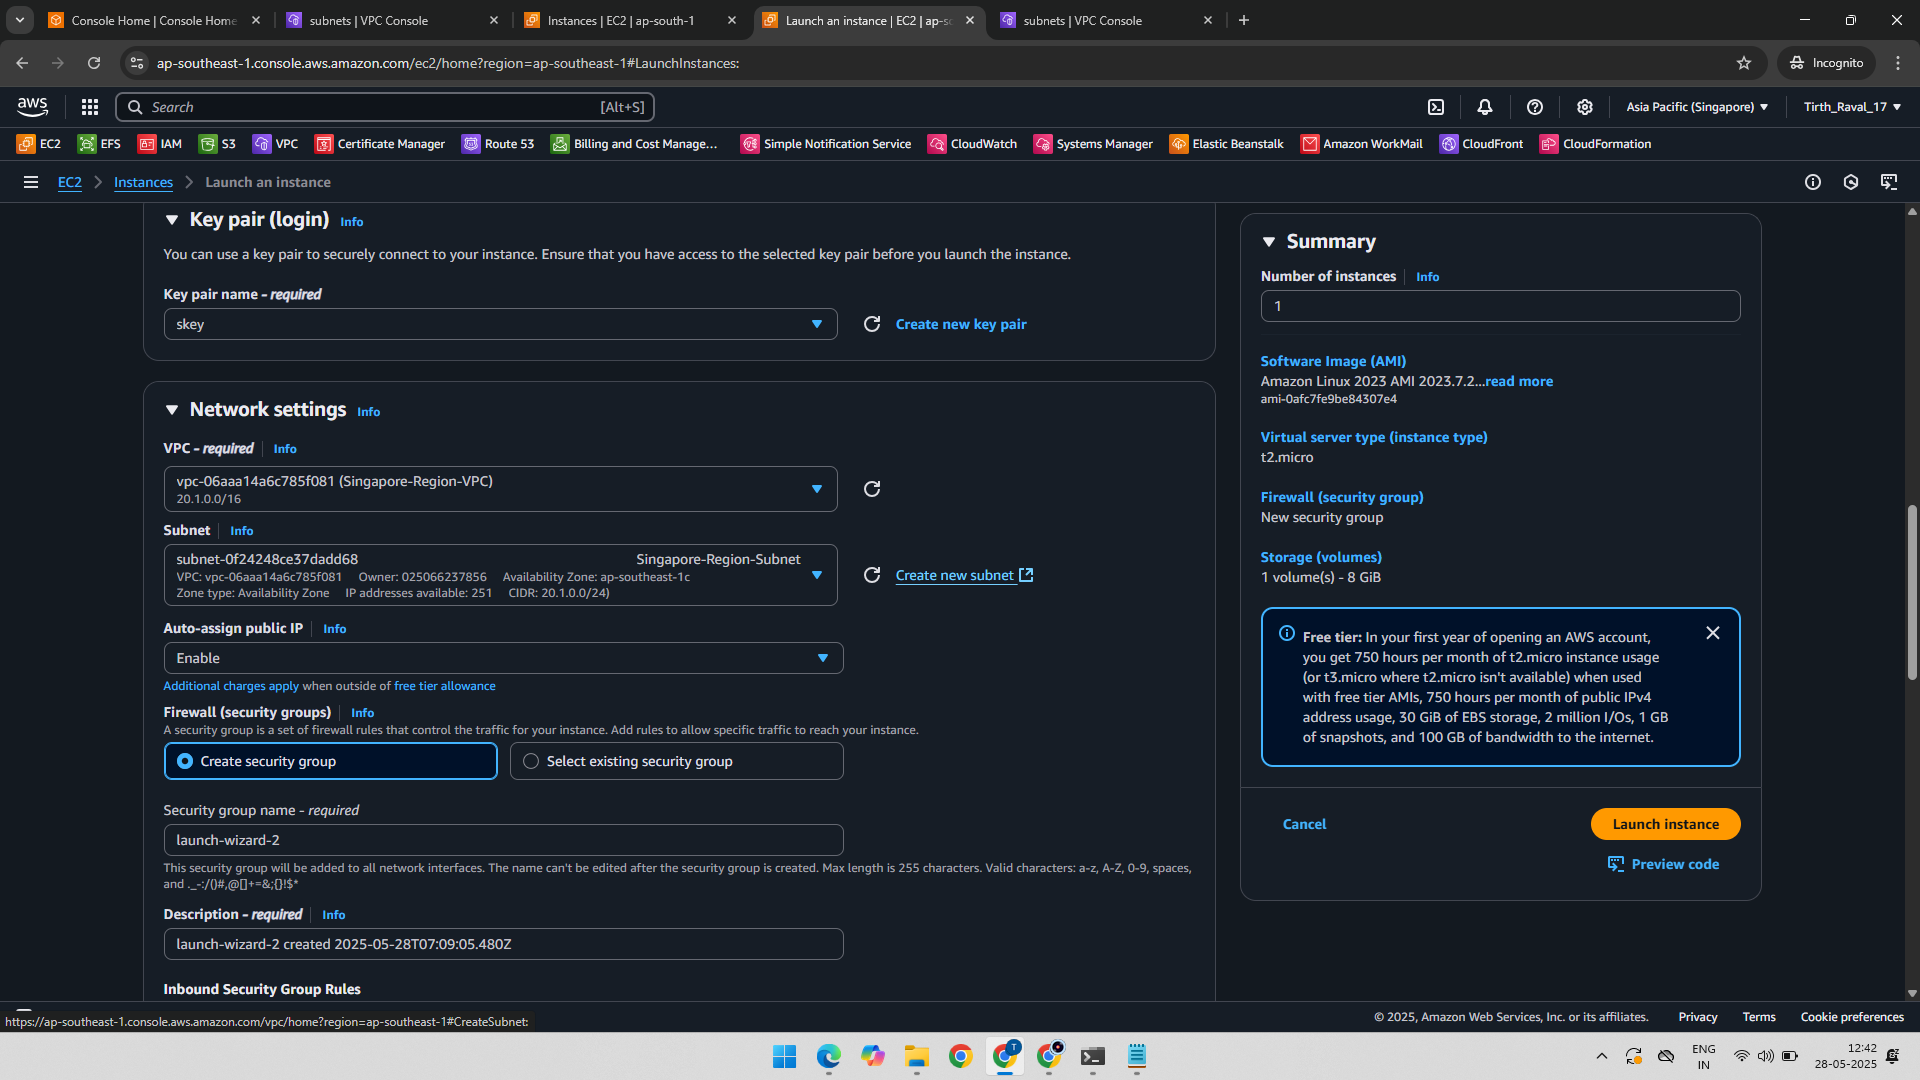 Console Home | Console Home
subnets | VPC Console
Instances | EC2 | ap-south-1
Launch an instance | EC2 | ap-so
subnets | VPC Console
ap-southeast-1.console.aws.amazon.com/ec2/home?region=ap-southeast-1#LaunchInstances:
Incognito
aws
Search
[Alt+S]
Asia Pacific (Singapore)
Tirth_Raval_17
EC2
EFS
IAM
S3
VPC
Certificate Manager
Route 53
Billing and Cost Manage...
Simple Notification Service
CloudWatch
Systems Manager
Elastic Beanstalk
Amazon WorkMail
CloudFront
CloudFormation
EC2
Instances
Launch an instance
Key pair (login)
Info
You can use a key pair to securely connect to your instance. Ensure that you have access to the selected key pair before you launch the instance.
Key pair name - required
skey
Create new key pair
Network settings
Info
VPC - required
Info
vpc-06aaa14a6c785f081 (Singapore-Region-VPC)
20.1.0.0/16
Subnet
Info
subnet-0f24248ce37dadd68
Singapore-Region-Subnet
VPC: vpc-06aaa14a6c785f081 Owner: 025066237856 Availability Zone: ap-southeast-1c
Zone type: Availability Zone IP addresses available: 251 CIDR: 20.1.0.0/24)
Create new subnet
Auto-assign public IP
Info
Enable
Additional charges apply when outside of free tier allowance
Firewall (security groups)
Info
A security group is a set of firewall rules that control the traffic for your instance. Add rules to allow specific traffic to reach your instance.
Create security group
Select existing security group
Security group name - required
launch-wizard-2
This security group will be added to all network interfaces. The name can't be edited after the security group is created. Max length is 255 characters. Valid characters: a-z, A-Z, 0-9, spaces,
and ._-:/()#,@[]+=&;{}!$*
Description - required
Info
launch-wizard-2 created 2025-05-28T07:09:05.480Z
Inbound Security Group Rules
Summary
Number of instances
Info
1
Software Image (AMI)
Amazon Linux 2023 AMI 2023.7.2...read more
ami-0afc7fe9be84307e4
Virtual server type (instance type)
t2.micro
Firewall (security group)
New security group
Storage (volumes)
1 volume(s) - 8 GiB
Free tier: In your first year of opening an AWS account,
you get 750 hours per month of t2.micro instance usage
(or t3.micro where t2.micro isn't available) when used
with free tier AMIs, 750 hours per month of public IPv4
address usage, 30 GiB of EBS storage, 2 million I/Os, 1 GB
of snapshots, and 100 GB of bandwidth to the internet.
Cancel
Launch instance
Preview code
https://ap-southeast-1.console.aws.amazon.com/vpc/home?region=ap-southeast-1#CreateSubnet:
© 2025, Amazon Web Services, Inc. or its affiliates.
Privacy
Terms
Cookie preferences
T
ENG
IN
12:42
28-05-2025